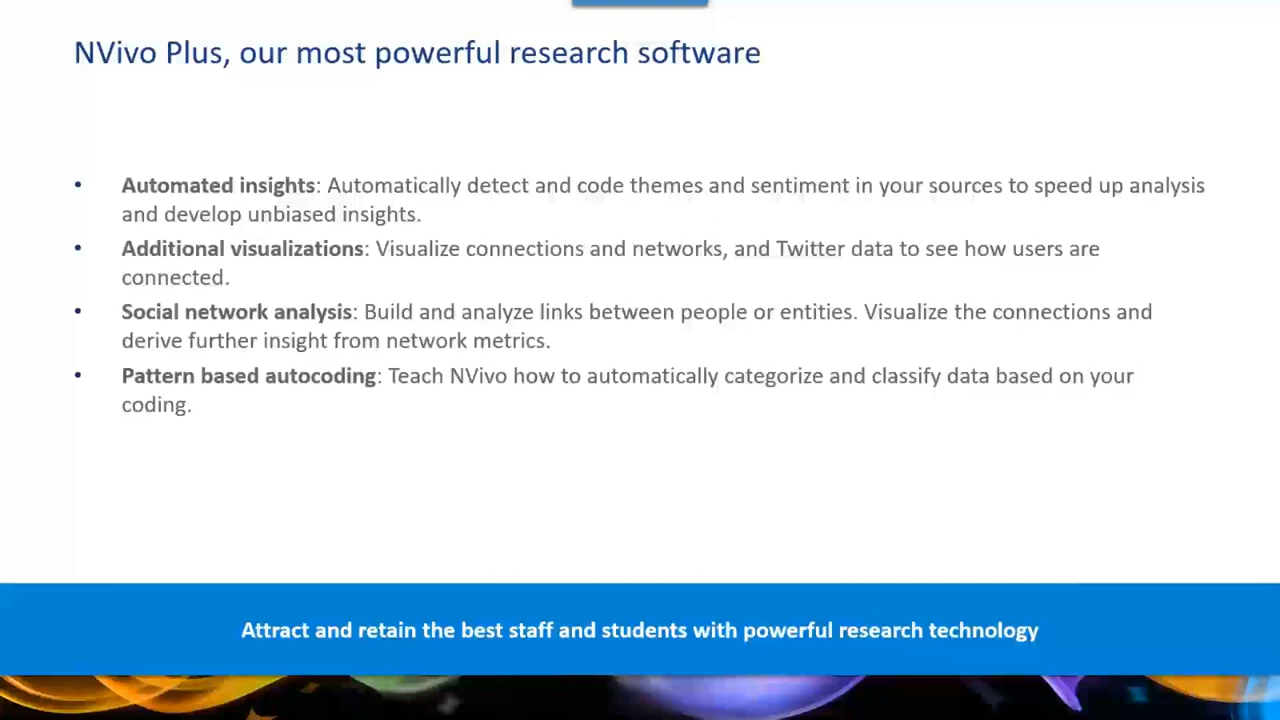 NVivo Plus, our most powerful research software
• Automated insights: Automatically detect and code themes and sentiment in your sources to speed up analysis
and develop unbiased insights.
• Additional visualizations: Visualize connections and networks, and Twitter data to see how users are
connected.
• Social network analysis: Build and analyze links between people or entities. Visualize the connections and
derive further insight from network metrics.
• Pattern based autocoding: Teach NVivo how to automatically categorize and classify data based on your
coding.
Attract and retain the best staff and students with powerful research technology